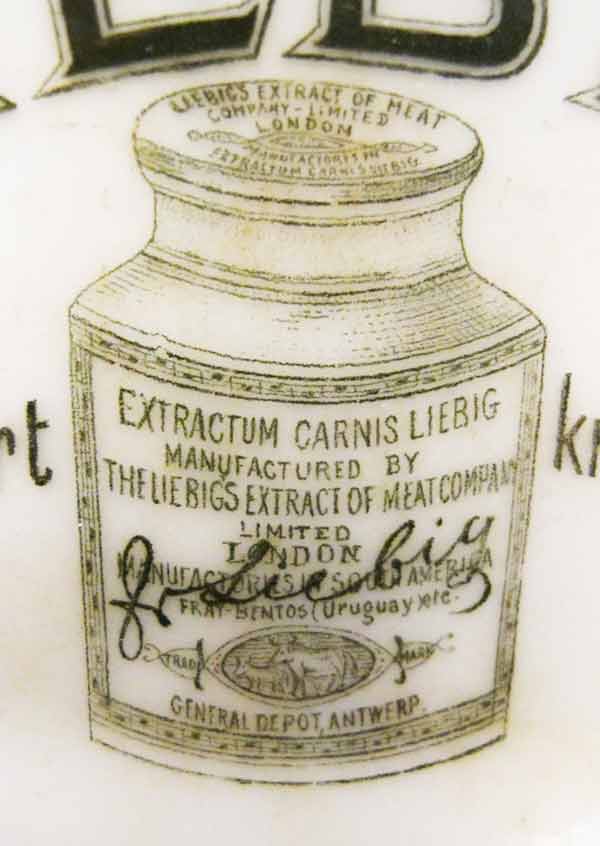 LIEBIGS EXTRACT OF MEAT
COMPANY-LIMITED
LONDON
MANUFACTORIES IN
EXTRACTUM CARNIS LIEBIG
rt
EXTRACTUM CARNIS LIEBIG
MANUFACTURED BY
THE LIEBIGS EXTRACT OF MEAT COMPANY
LIMITED
LONDON
MANUFACTORIES IN SOUTH AMERICA
FRAY-BENTOS (Uruguay) etc.
J v Liebig
TRADE MARK
GENERAL DEPOT, ANTWERP.